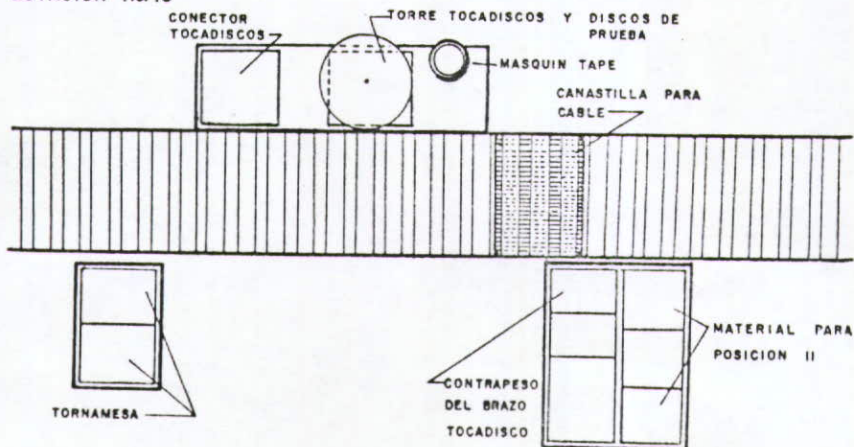 CONECTOR
TOCADISCOS
TORRE TOCADISCOS Y DISCOS DE
PRUEBA
MASQUIN TAPE
CANASTILLA PARA
CABLE
MATERIAL PARA
POSICION II
CONTRAPESO
DEL BRAZO
TOCADISCO
TORNAMESA